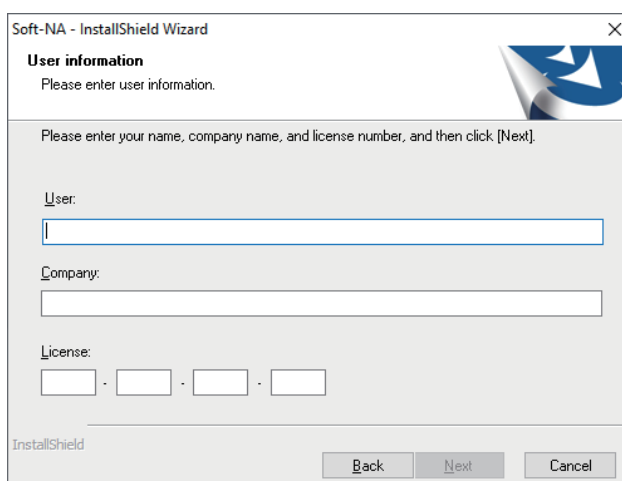 Soft-NA - InstallShield Wizard
User information
Please enter user information.
Please enter your name, company name, and license number, and then click [Next].
User:
Company:
License:
- - -
InstallShield
Back Next Cancel